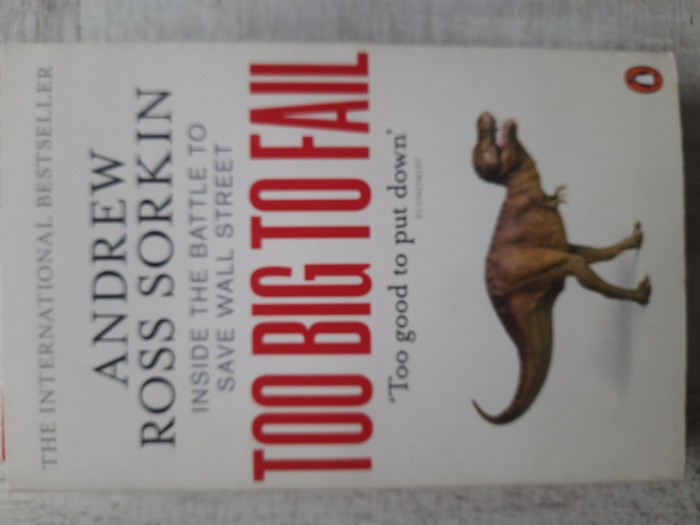 THE INTERNATIONAL BESTSELLER
ANDREW
ROSS SORKIN
INSIDE THE BATTLE TO
SAVE WALL STREET
TOO BIG TO FAIL
'Too good to put down'
ECONOMIST